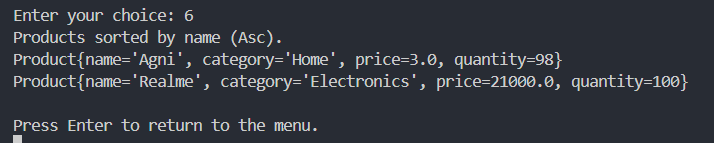 Enter your choice: 6
Products sorted by name (Asc).
Product{name='Agni', category='Home', price=3.0, quantity=98}
Product{name='Realme', category='Electronics', price=21000.0, quantity=100}
Press Enter to return to the menu.